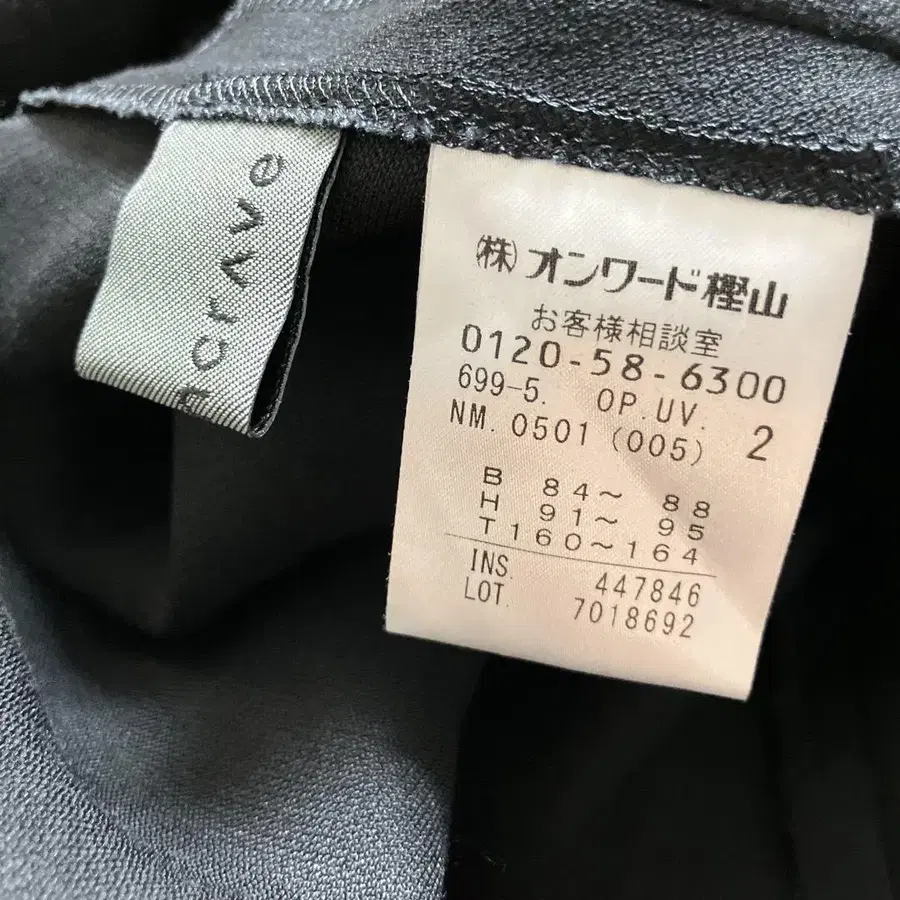 ncrave
㈱オンワード樫山
お客様相談室
0120-58-6300
699-5. OP.UV. 2
NM. 0501 (005)
B 84～ 88
H 91～ 95
T160～164
INS. 447846
LOT. 7018692